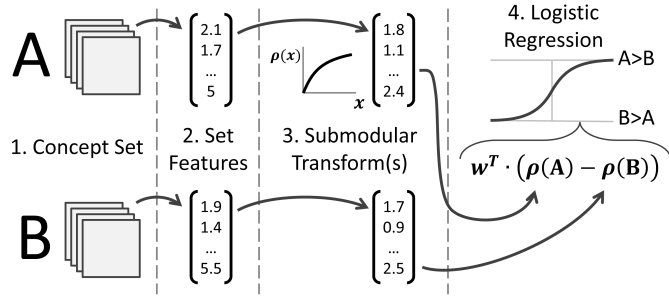 A
2.1
1.7
...
5
ρ(x)
x
1.8
1.1
...
2.4
4. Logistic
Regression
A>B
B>A
1. Concept Set
2. Set
Features
3. Submodular
Transform(s)
w^T · (ρ(A) − ρ(B))
B
1.9
1.4
...
5.5
1.7
0.9
...
2.5